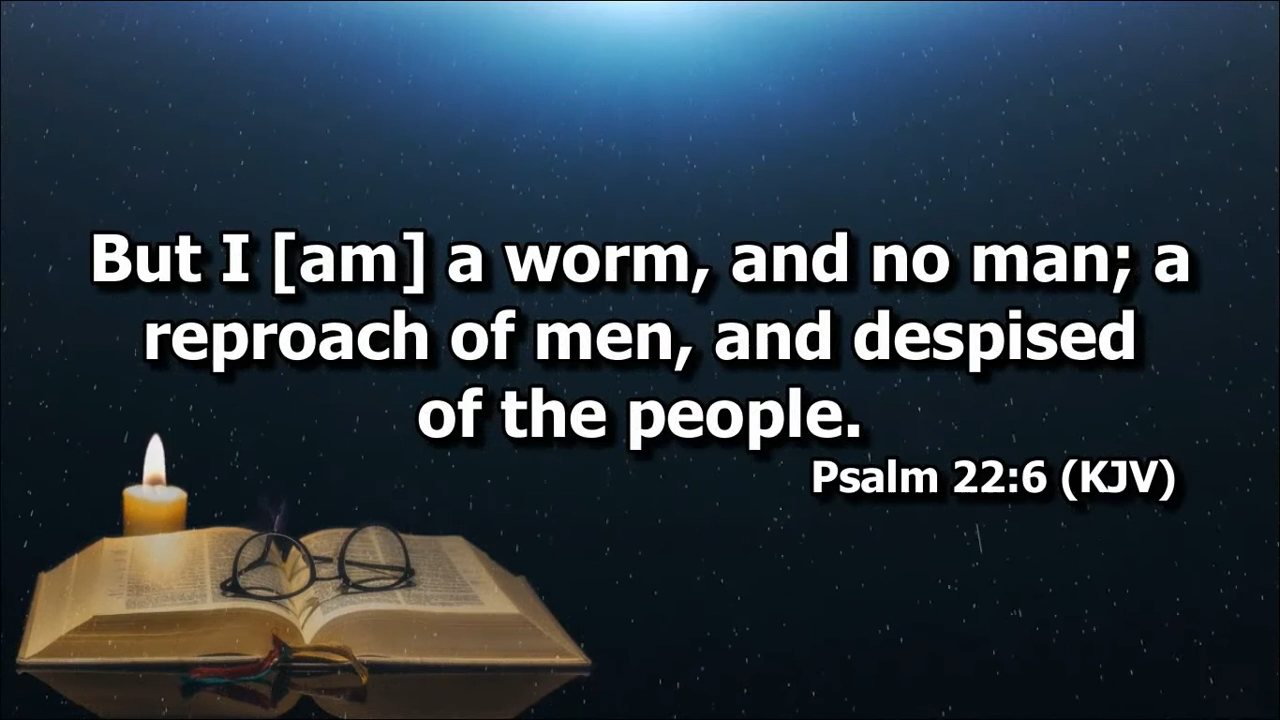 But I [am] a worm, and no man; a
reproach of men, and despised
of the people.
Psalm 22:6 (KJV)